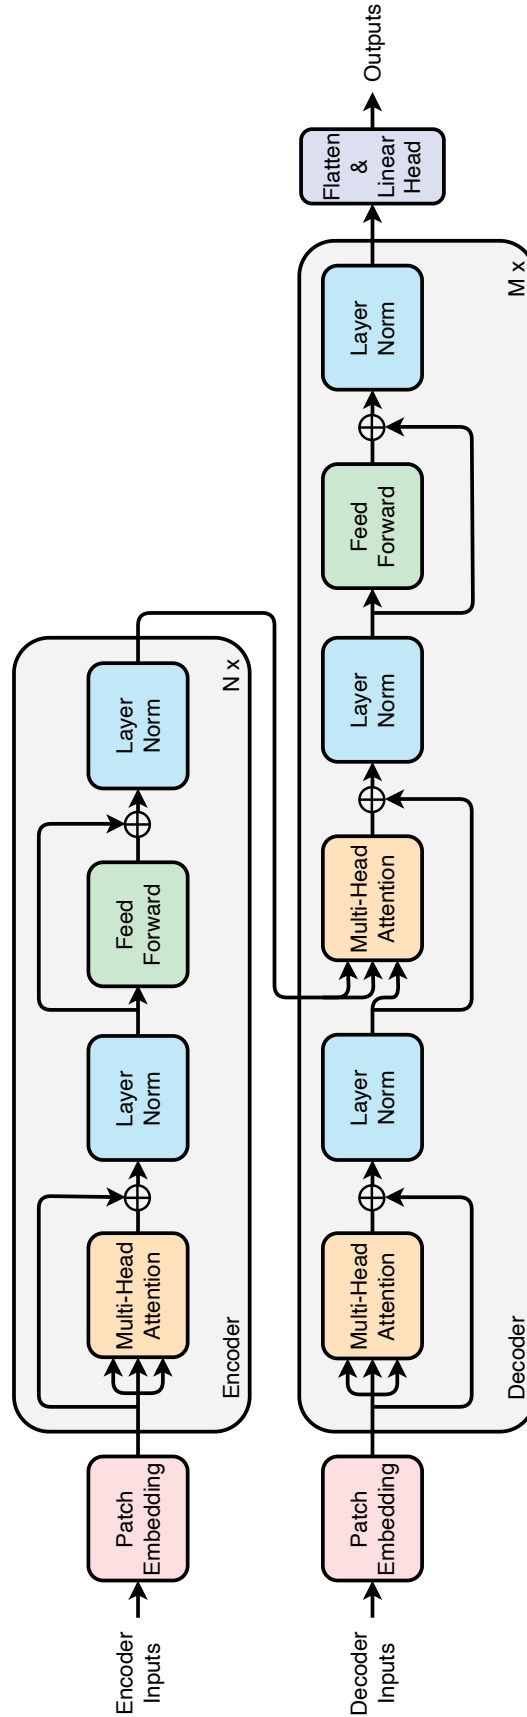 Encoder
Inputs
Patch
Embedding
Multi-Head
Attention
Layer
Norm
Feed
Forward
Layer
Norm
Encoder
N x
Decoder
Inputs
Patch
Embedding
Multi-Head
Attention
Layer
Norm
Multi-Head
Attention
Layer
Norm
Feed
Forward
Layer
Norm
Decoder
M x
Flatten
&
Linear
Head
Outputs